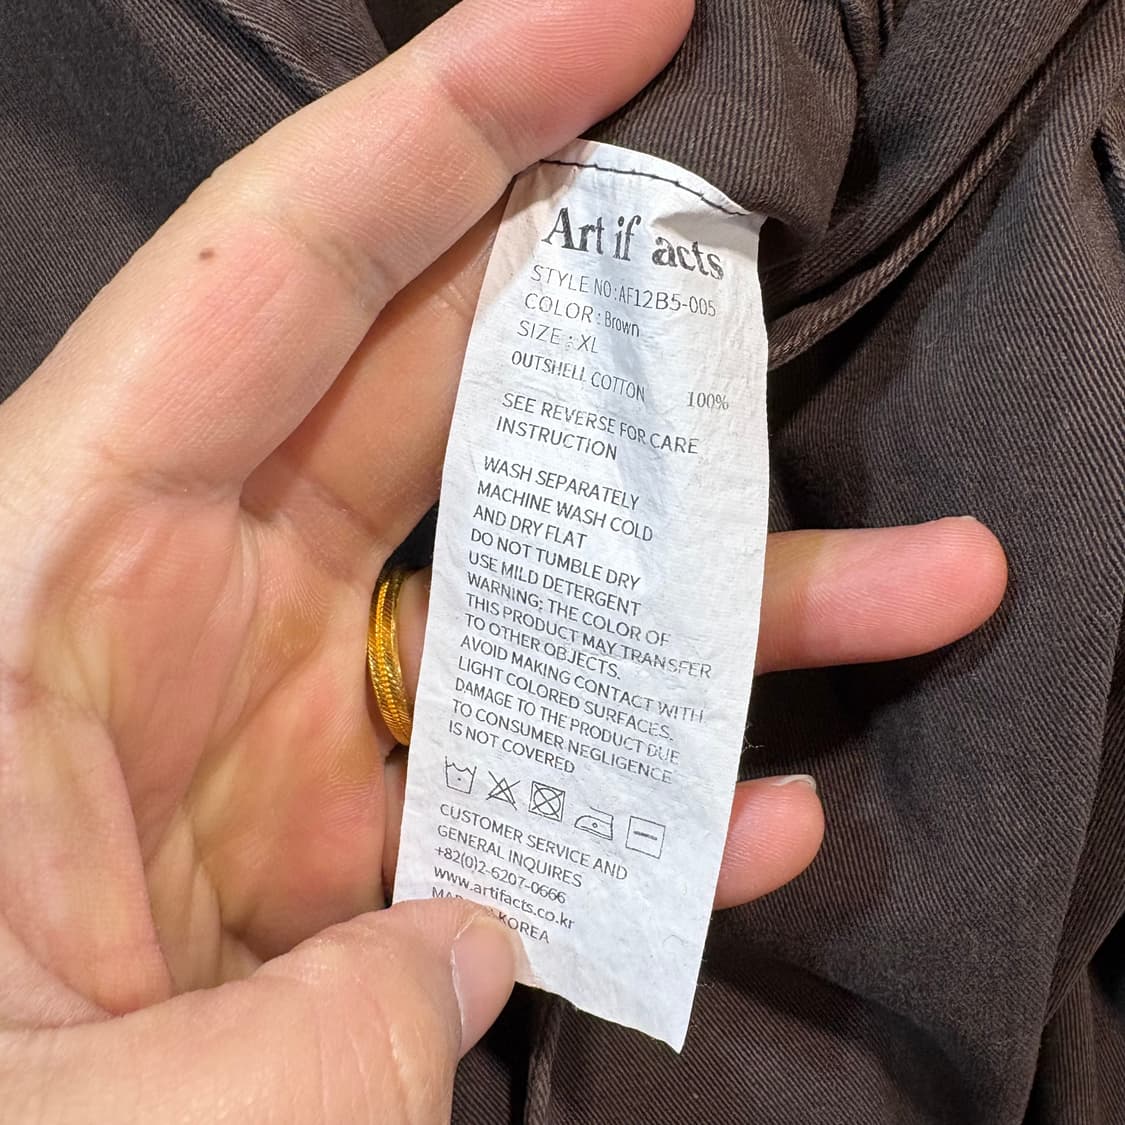 Art if acts
STYLE NO:AF12B5-005
COLOR : Brown
SIZE : XL
OUTSHELL COTTON 100%
SEE REVERSE FOR CARE
INSTRUCTION
WASH SEPARATELY
MACHINE WASH COLD
AND DRY FLAT
DO NOT TUMBLE DRY
USE MILD DETERGENT
WARNING: THE COLOR OF
THIS PRODUCT MAY TRANSFER
TO OTHER OBJECTS.
AVOID MAKING CONTACT WITH
LIGHT COLORED SURFACES.
DAMAGE TO THE PRODUCT DUE
TO CONSUMER NEGLIGENCE
IS NOT COVERED
CUSTOMER SERVICE AND
GENERAL INQUIRES
+82(0)2-6207-0666
www.artifacts.co.kr
KOREA